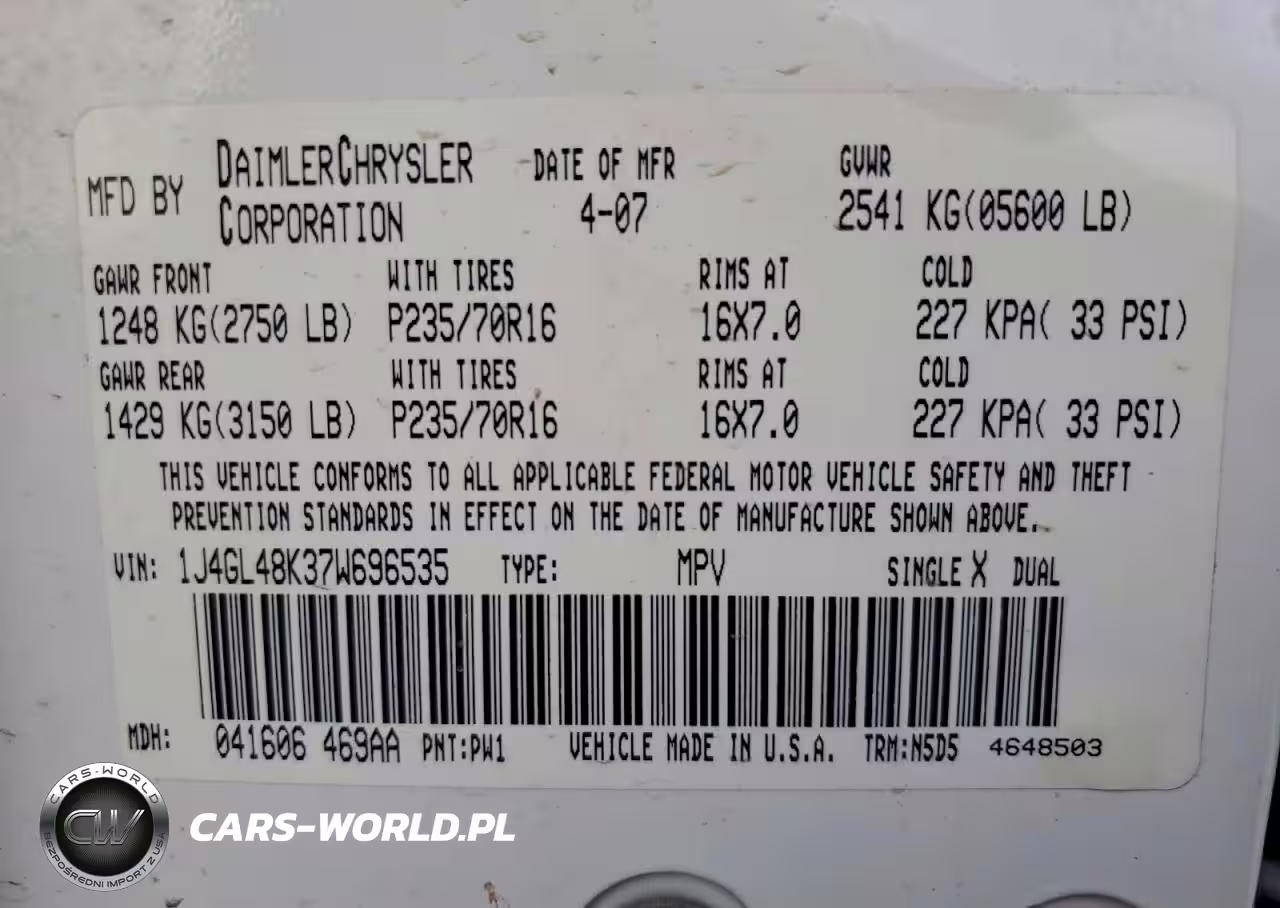 MFD BY DAIMLERCHRYSLER CORPORATION DATE OF MFR 4-07 GVWR 2541 KG(05600 LB)
GAWR FRONT WITH TIRES RIMS AT COLD
1248 KG(2750 LB) P235/70R16 16X7.0 227 KPA( 33 PSI)
GAWR REAR WITH TIRES RIMS AT COLD
1429 KG(3150 LB) P235/70R16 16X7.0 227 KPA( 33 PSI)
THIS VEHICLE CONFORMS TO ALL APPLICABLE FEDERAL MOTOR VEHICLE SAFETY AND THEFT
PREVENTION STANDARDS IN EFFECT ON THE DATE OF MANUFACTURE SHOWN ABOVE.
VIN: 1J4GL48K37W696535 TYPE: MPV SINGLE X DUAL
MDH: 041606 469AA PNT:PW1 VEHICLE MADE IN U.S.A. TRM:N5D5 4648503
CARS-WORLD
CW
BEZPOŚREDNI IMPORT Z USA
CARS-WORLD.PL